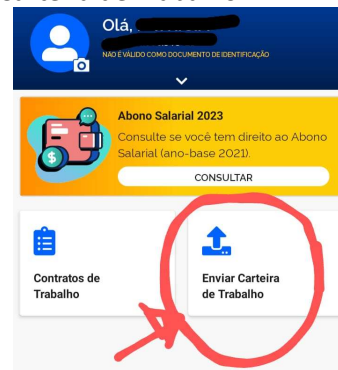 Olá,
NÃO É VÁLIDO COMO DOCUMENTO DE IDENTIFICAÇÃO
Abono Salarial 2023
Consulte se você tem direito ao Abono
Salarial (ano-base 2021).
CONSULTAR
Contratos de
Trabalho
Enviar Carteira
de Trabalho